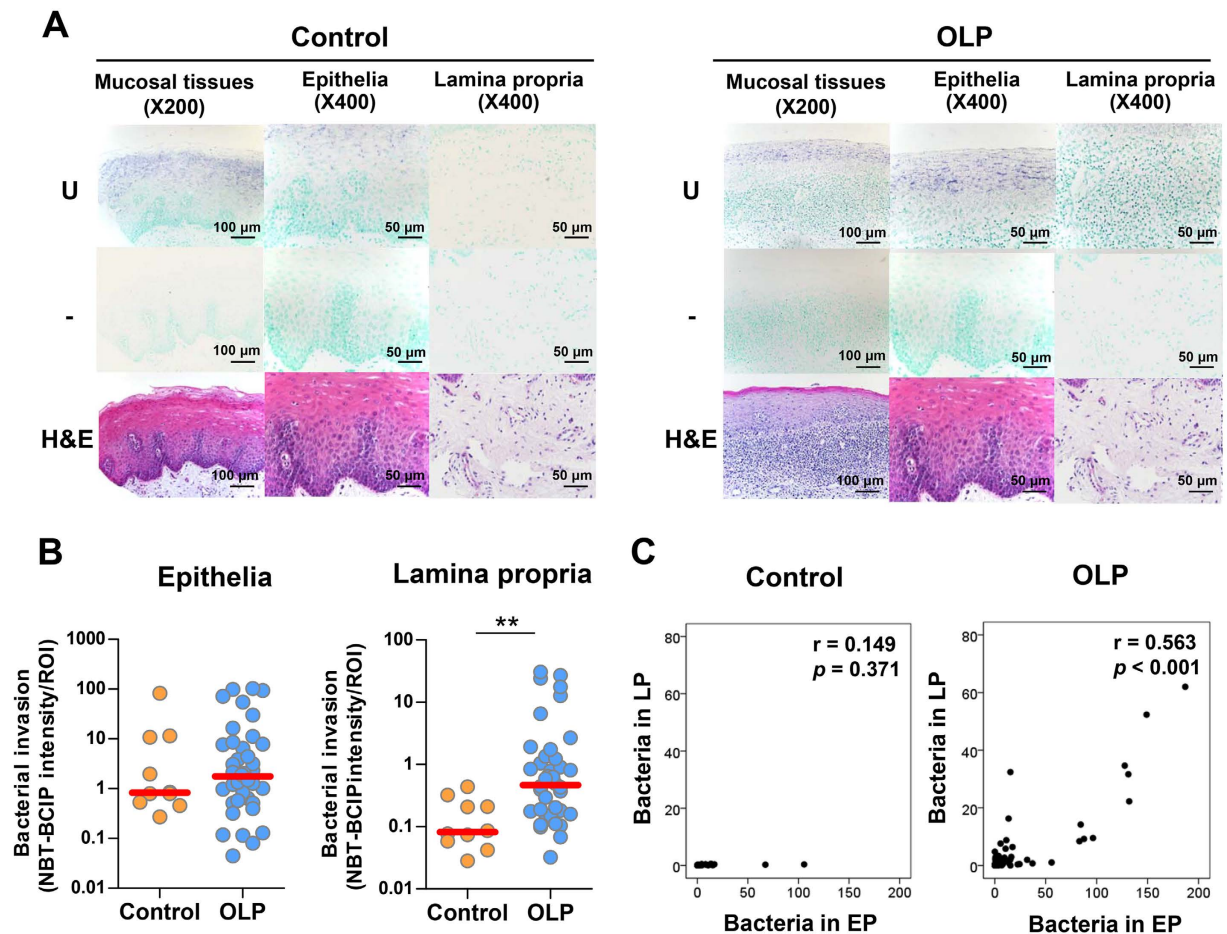 A
Control
Mucosal tissues
(X200)
Epithelia
(X400)
Lamina propria
(X400)
U
100 µm
50 µm
50 µm
-
100 µm
50 µm
50 µm
H&E
100 µm
50 µm
50 µm
OLP
Mucosal tissues
(X200)
Epithelia
(X400)
Lamina propria
(X400)
U
100 µm
50 µm
50 µm
-
100 µm
50 µm
50 µm
H&E
100 µm
50 µm
50 µm
B
Epithelia
Bacterial invasion
(NBT-BCIP intensity/ROI)
1000
100
10
1
0.1
0.01
Control
OLP
Lamina propria
**
Bacterial invasion
(NBT-BCIPintensity/ROI)
100
10
1
0.1
0.01
Control
OLP
C
Control
r = 0.149
p = 0.371
Bacteria in LP
80
60
40
20
0
0 50 100 150 200
Bacteria in EP
OLP
r = 0.563
p < 0.001
Bacteria in LP
80
60
40
20
0
0 50 100 150 200
Bacteria in EP